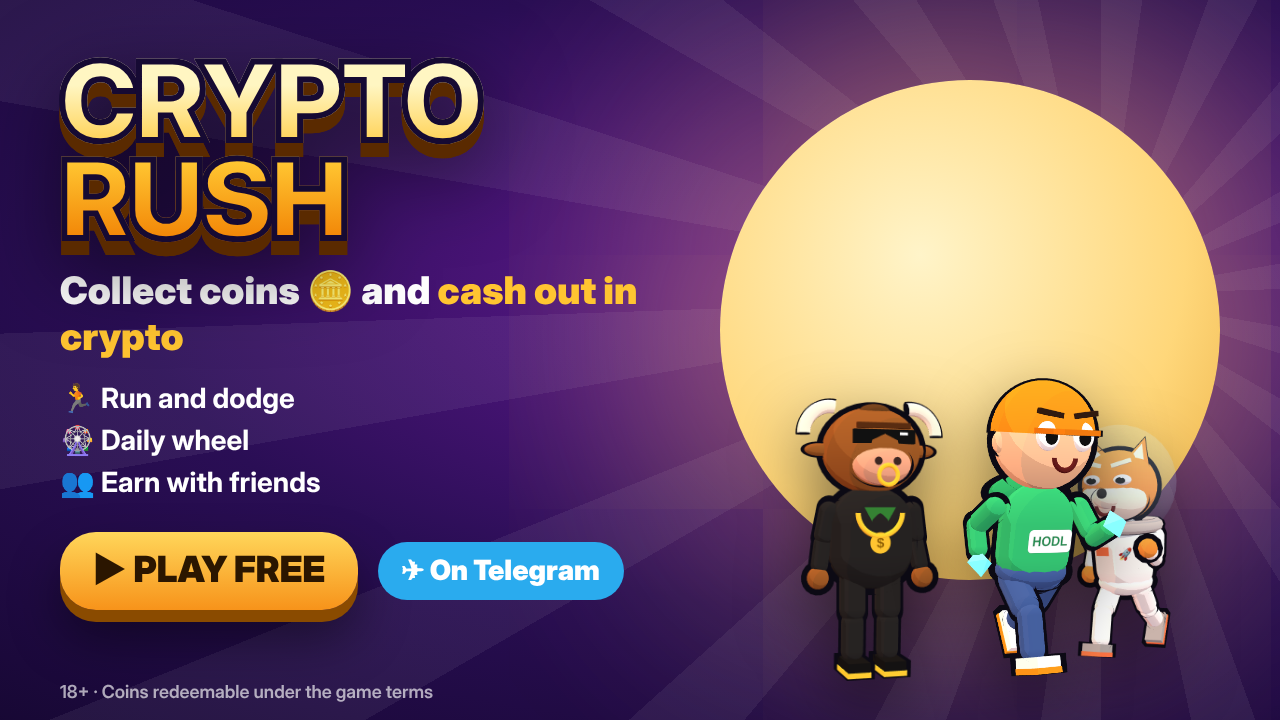 CRYPTO
RUSH
Collect coins 🪙 and cash out in
crypto
🏃 Run and dodge
🎡 Daily wheel
👥 Earn with friends
▶ PLAY FREE
✈ On Telegram
HODL
$
18+ · Coins redeemable under the game terms